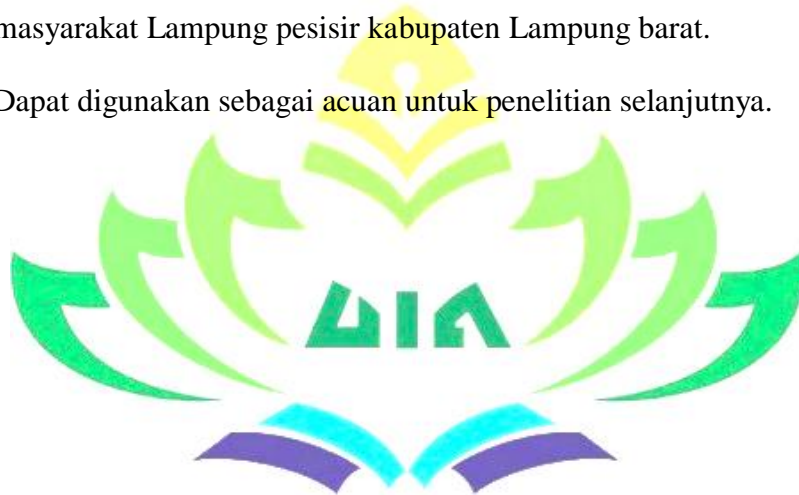 masyarakat Lampung pesisir kabupaten Lampung barat.
Dapat digunakan sebagai acuan untuk penelitian selanjutnya.
UIN